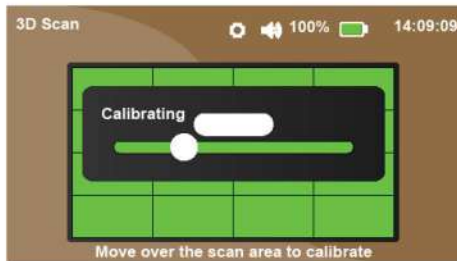 3D Scan
100%
14:09:09
Calibrating
Move over the scan area to calibrate